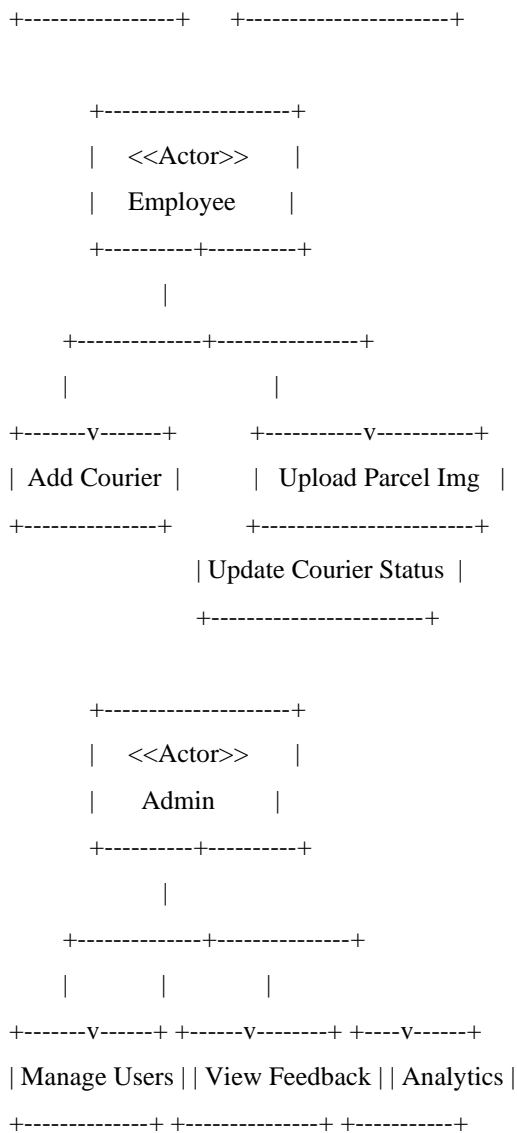 +-----------------+ +-----------------------+
+---------------------+
| <<Actor>> |
| Employee |
+----------+----------+
|
+--------------+----------------+
| |
+-------v-------+ +-----------v-----------+
| Add Courier | | Upload Parcel Img |
+---------------+ +------------------------+
| Update Courier Status |
+------------------------+
+---------------------+
| <<Actor>> |
| Admin |
+----------+----------+
|
+--------------+---------------+
| | |
+-------v------+ +------v--------+ +----v------+
| Manage Users | | View Feedback | | Analytics |
+--------------+ +---------------+ +-----------+